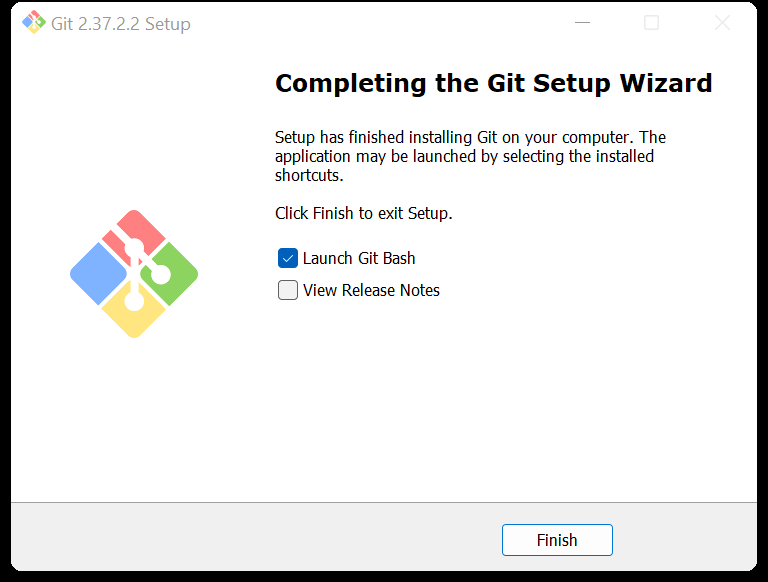 Git 2.37.2.2 Setup
Completing the Git Setup Wizard
Setup has finished installing Git on your computer. The
application may be launched by selecting the installed
shortcuts.
Click Finish to exit Setup.
Launch Git Bash
View Release Notes
Finish